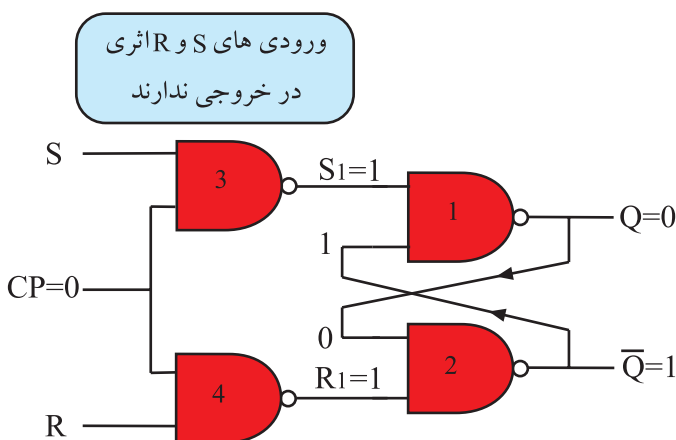 ورودی های S و R اثری
در خروجی ندارند
S
3
S1=1
1
Q=0
1
CP=0
0
2
Q̅=1
R1=1
4
R